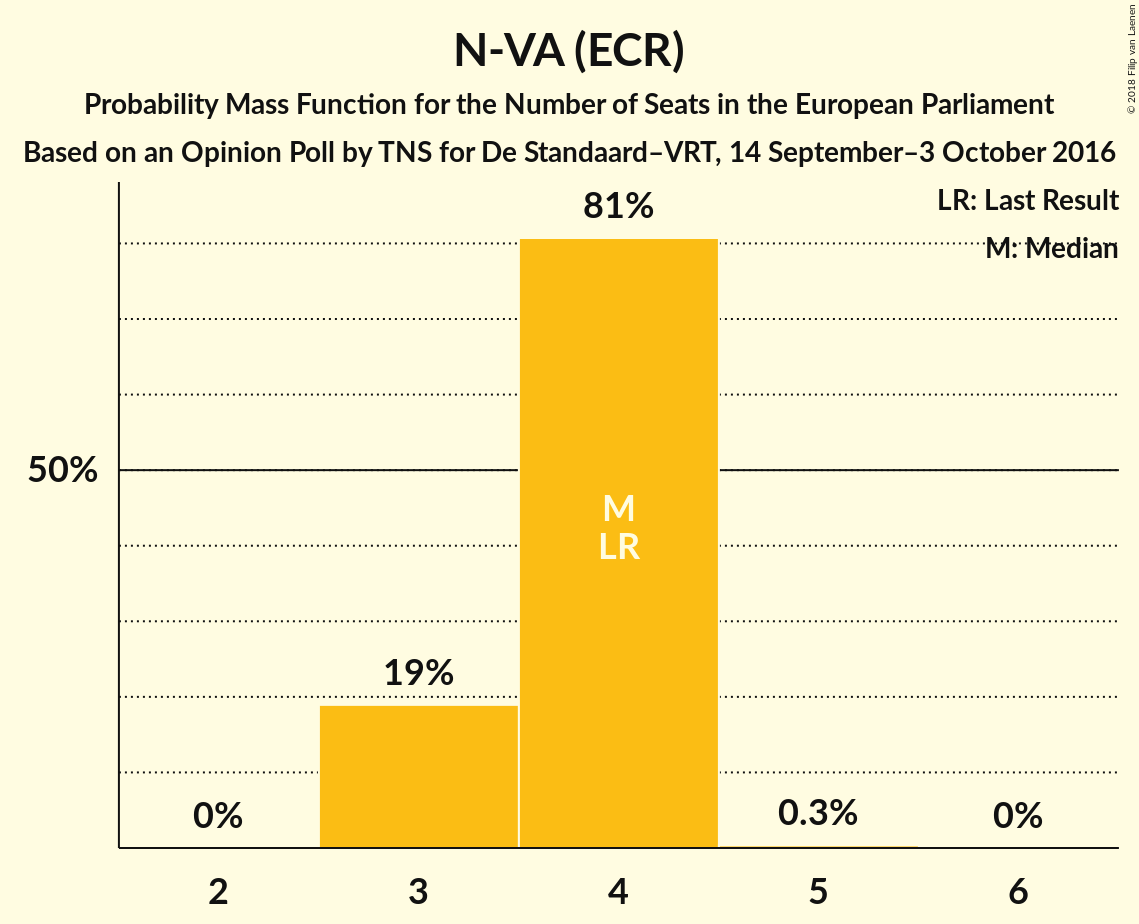 N-VA (ECR)
Probability Mass Function for the Number of Seats in the European Parliament
Based on an Opinion Poll by TNS for De Standaard–VRT, 14 September–3 October 2016
© 2018 Filip van Laenen
LR: Last Result
M: Median
81%
50%
M
LR
19%
0%
0.3%
0%
2
3
4
5
6